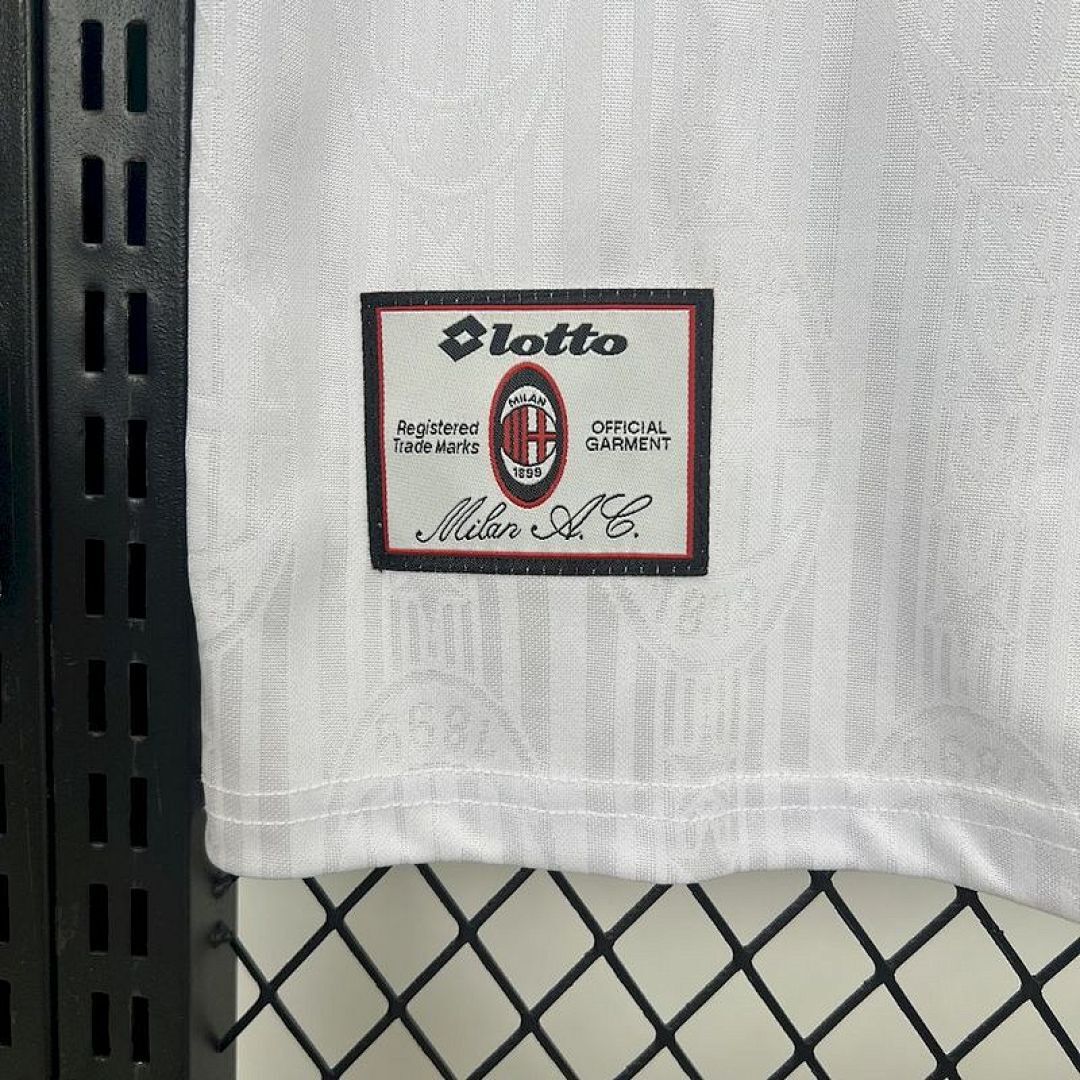 lotto
MILAN
Registered
Trade Marks
OFFICIAL
GARMENT
1899
Milan A.C.